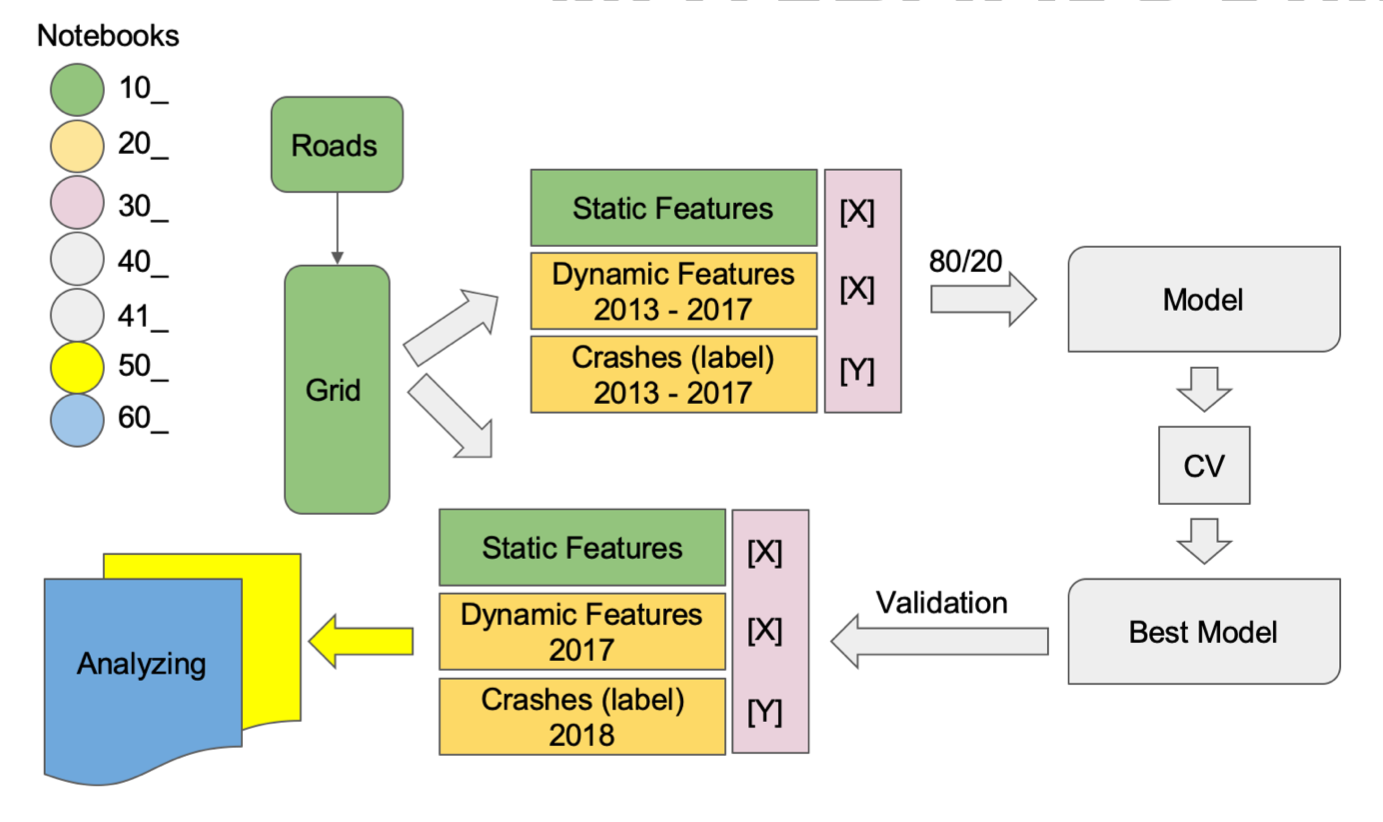 Notebooks
10_
20_
30_
40_
41_
50_
60_
Roads
Grid
Static Features
[X]
Dynamic Features
2013 - 2017
[X]
Crashes (label)
2013 - 2017
[Y]
80/20
Model
CV
Best Model
Validation
Static Features
[X]
Dynamic Features
2017
[X]
Crashes (label)
2018
[Y]
Analyzing